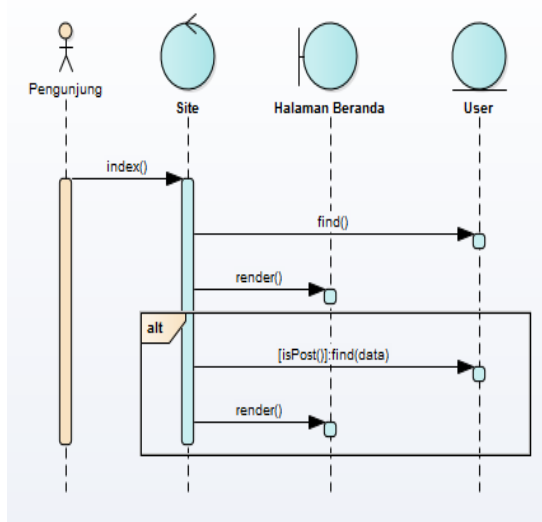 Pengunjung
Site
Halaman Beranda
User
index()
find()
render()
alt
[isPost()]:find(data)
render()